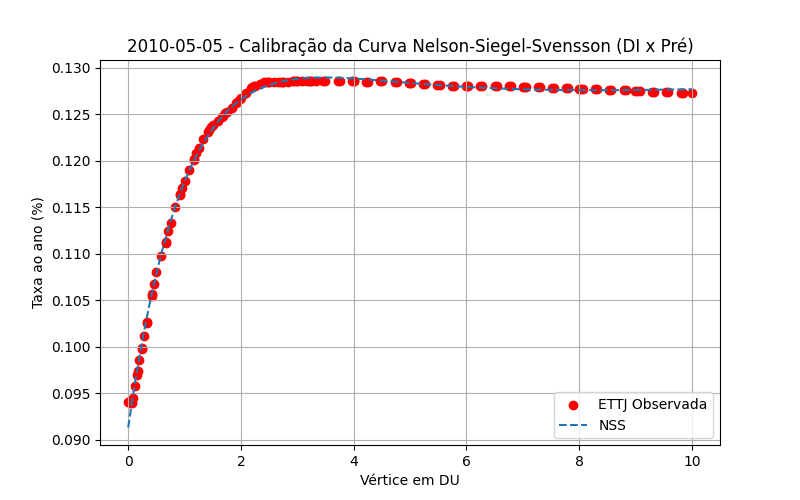 2010-05-05 - Calibração da Curva Nelson-Siegel-Svensson (DI x Pré)
0.130
0.125
0.120
0.115
0.110
0.105
0.100
0.095
0.090
Taxa ao ano (%)
ETTJ Observada
NSS
0 2 4 6 8 10
Vértice em DU